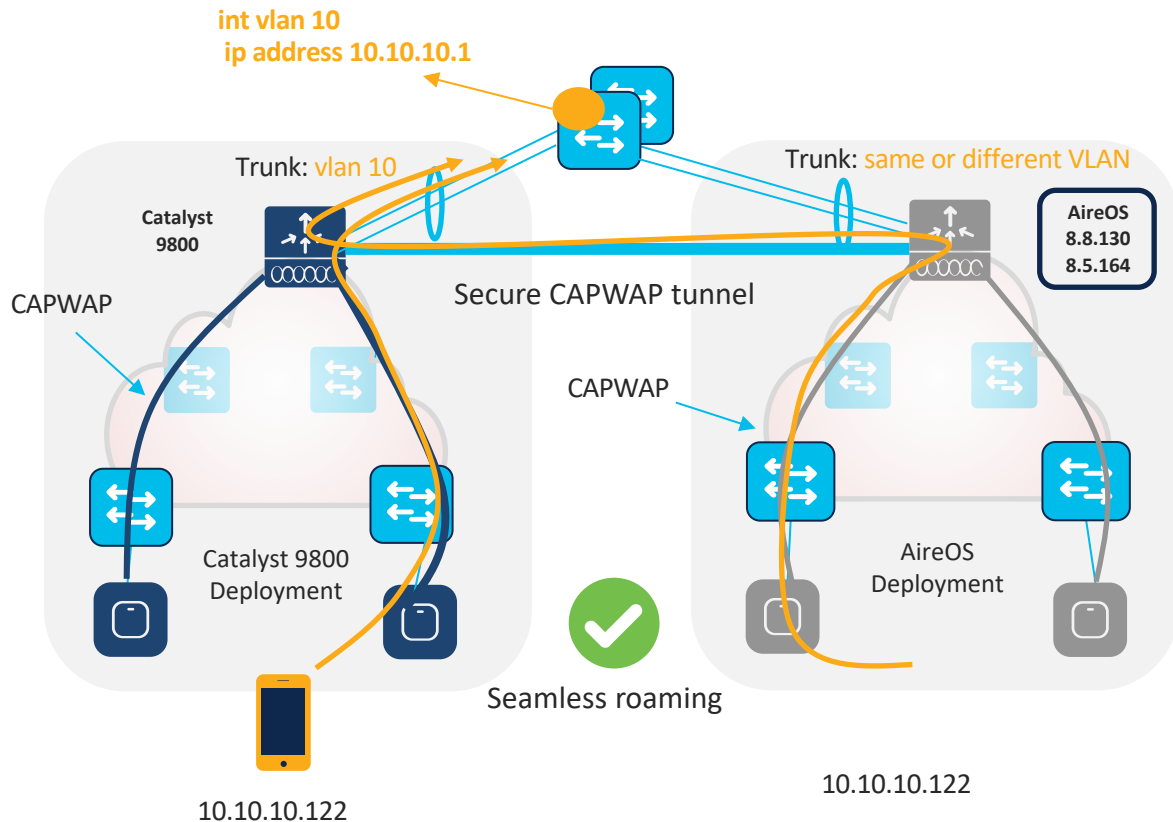 int vlan 10
ip address 10.10.10.1
Trunk: vlan 10
Trunk: same or different VLAN
Catalyst
9800
AireOS
8.8.130
8.5.164
CAPWAP
Secure CAPWAP tunnel
CAPWAP
Catalyst 9800
Deployment
AireOS
Deployment
Seamless roaming
10.10.10.122
10.10.10.122